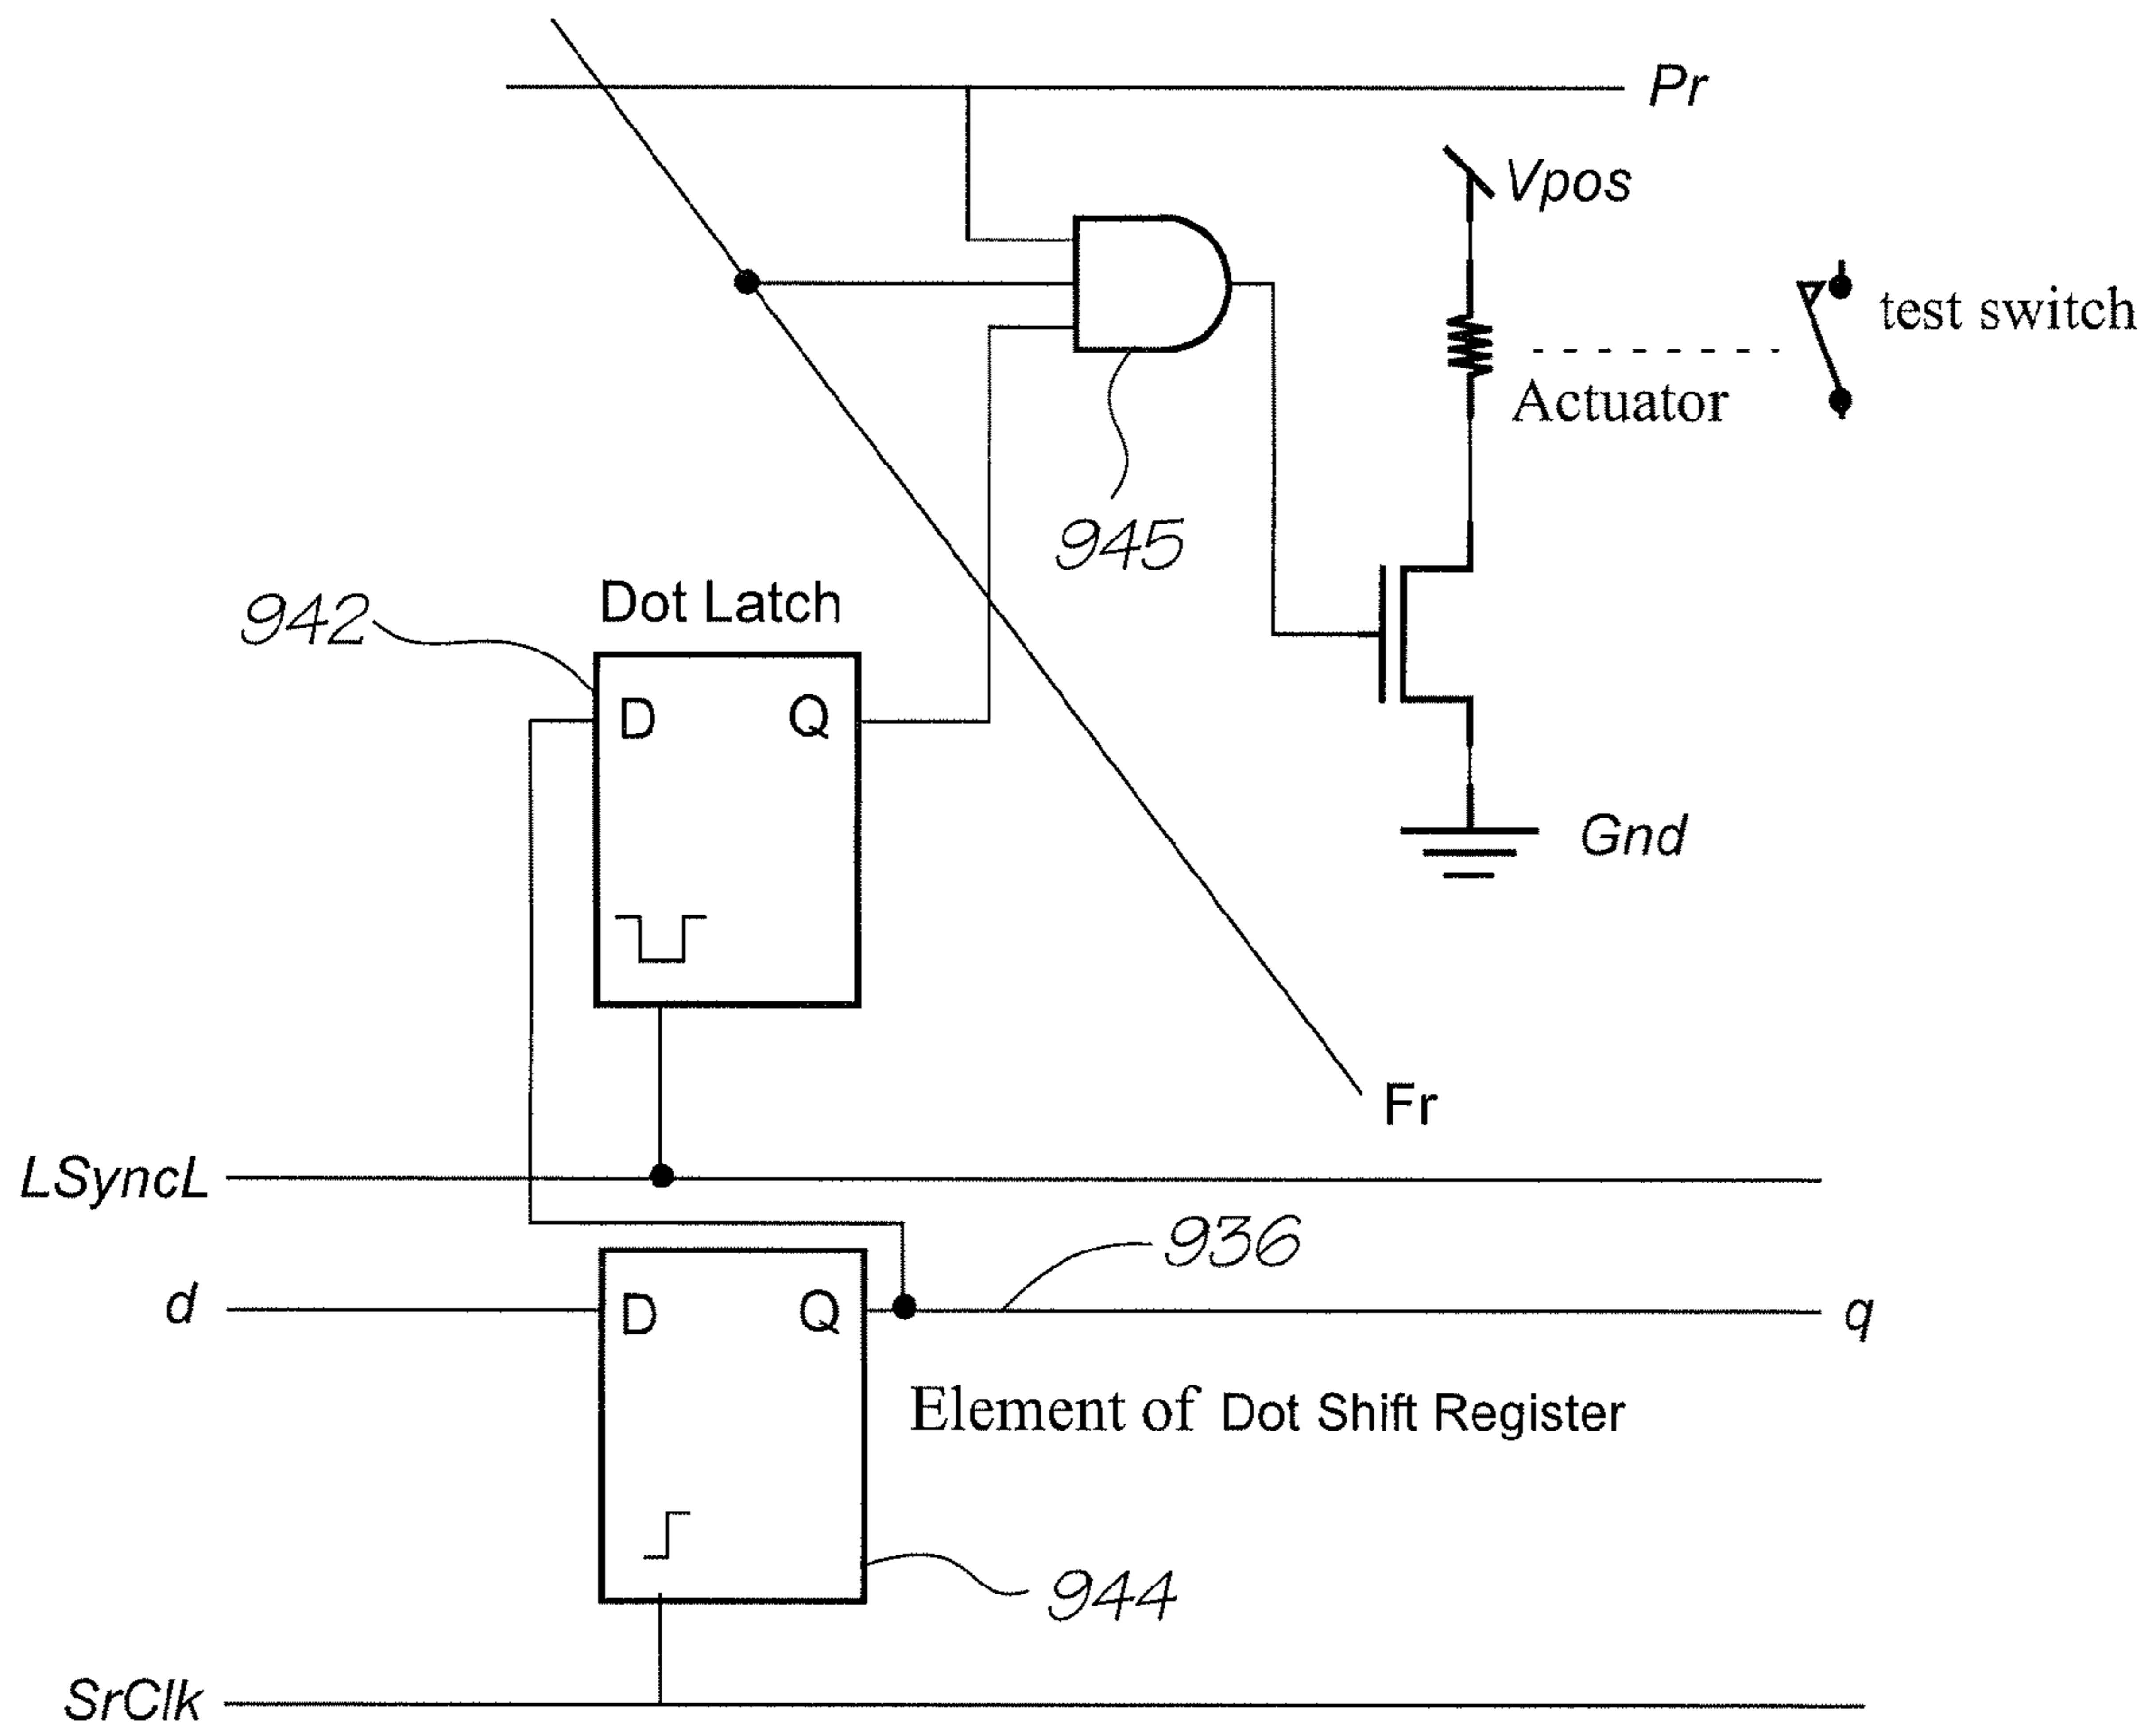 Pr
Vpos
test switch
Actuator
945
942
Dot Latch
D Q
Gnd
Fr
LSyncL
936
d
D Q
q
Element of Dot Shift Register
944
SrClk